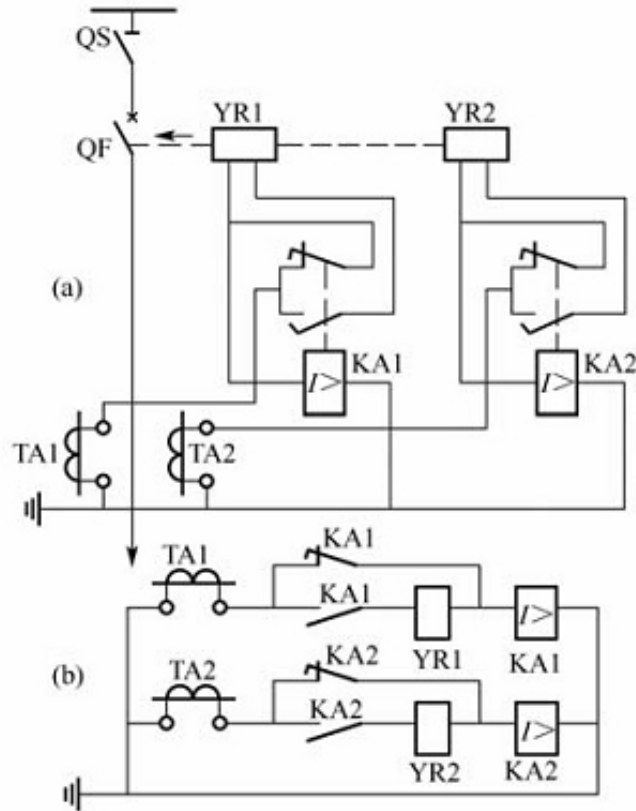 QS
YR1
YR2
QF
(a)
I>
KA1
I>
KA2
TA1
TA2
TA1
KA1
KA1
I>
YR1
KA1
(b)
TA2
KA2
KA2
I>
YR2
KA2